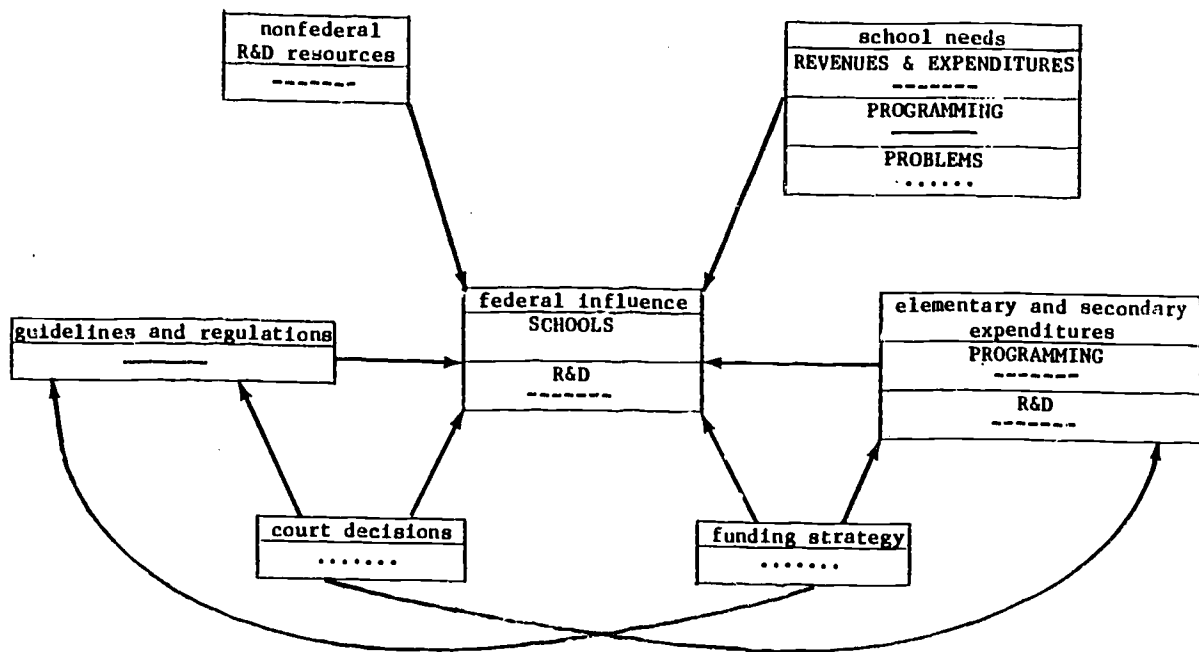 nonfederal
R&D resources
school needs
REVENUES & EXPENDITURES
PROGRAMMING
PROBLEMS
federal influence
SCHOOLS
R&D
guidelines and regulations
elementary and secondary
expenditures
PROGRAMMING
R&D
court decisions
funding strategy